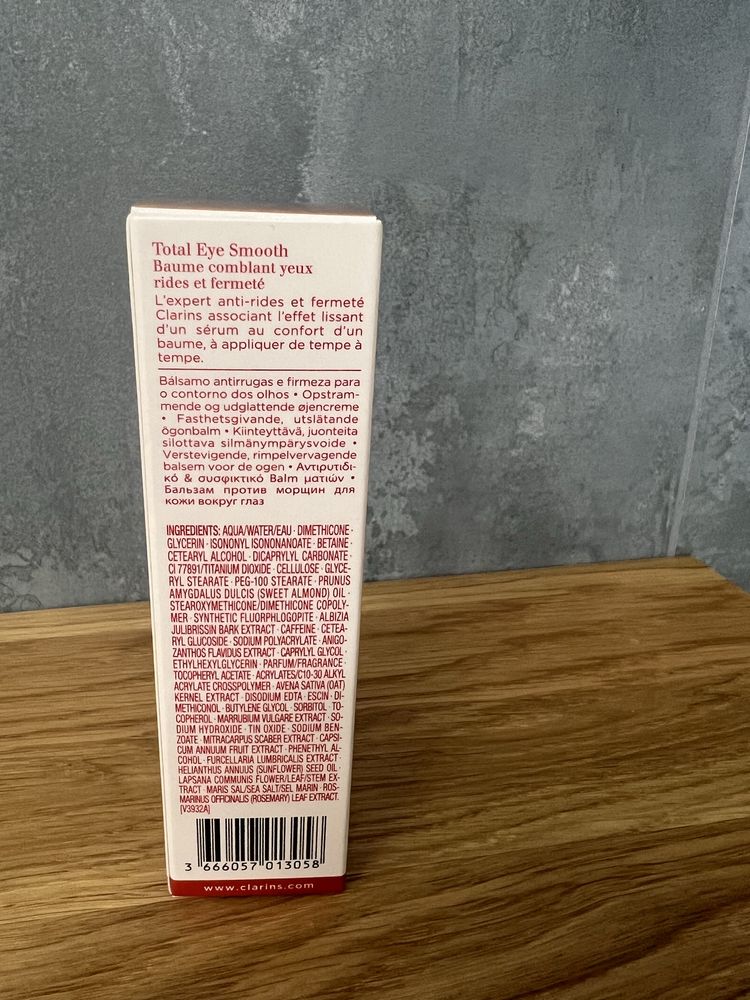 Total Eye Smooth
Baume comblant yeux
rides et fermeté
L'expert anti-rides et fermeté
Clarins associant l'effet lissant
d'un sérum au confort d'un
baume, à appliquer de tempe à
tempe.
Bálsamo antirrugas e firmeza para
o contorno dos olhos • Opstram-
mende og udglattende øjencreme
• Fasthetsgivande, utslätande
ögonbalm • Kiinteyttävä, juonteita
silottava silmänympärysvoide •
Verstevigende, rimpelvervagende
balsem voor de ogen • Αντιρυτιδι-
κό & συσφικτικό Balm ματιών •
Бальзам против морщин для
кожи вокруг глаз
INGREDIENTS: AQUA/WATER/EAU · DIMETHICONE ·
GLYCERIN · ISONONYL ISONONANOATE · BETAINE ·
CETEARYL ALCOHOL · DICAPRYLYL CARBONATE ·
CI 77891/TITANIUM DIOXIDE · CELLULOSE · GLYCE-
RYL STEARATE · PEG-100 STEARATE · PRUNUS
AMYGDALUS DULCIS (SWEET ALMOND) OIL ·
STEAROXYMETHICONE/DIMETHICONE COPOLY-
MER · SYNTHETIC FLUORPHLOGOPITE · ALBIZIA
JULIBRISSIN BARK EXTRACT · CAFFEINE · CETEA-
RYL GLUCOSIDE · SODIUM POLYACRYLATE · ANIGO-
ZANTHOS FLAVIDUS EXTRACT · CAPRYLYL GLYCOL ·
ETHYLHEXYLGLYCERIN · PARFUM/FRAGRANCE ·
TOCOPHERYL ACETATE · ACRYLATES/C10-30 ALKYL
ACRYLATE CROSSPOLYMER · AVENA SATIVA (OAT)
KERNEL EXTRACT · DISODIUM EDTA · ESCIN · DI-
METHICONOL · BUTYLENE GLYCOL · SORBITOL · TO-
COPHEROL · MARRUBIUM VULGARE EXTRACT · SO-
DIUM HYDROXIDE · TIN OXIDE · SODIUM BEN-
ZOATE · MITRACARPUS SCABER EXTRACT · CAPSI-
CUM ANNUUM FRUIT EXTRACT · PHENETHYL AL-
COHOL · FURCELLARIA LUMBRICALIS EXTRACT ·
HELIANTHUS ANNUUS (SUNFLOWER) SEED OIL ·
LAPSANA COMMUNIS FLOWER/LEAF/STEM EX-
TRACT · MARIS SAL/SEA SALT/SEL MARIN · ROS-
MARINUS OFFICINALIS (ROSEMARY) LEAF EXTRACT.
[V3932A]
3 666057 013058
www.clarins.com